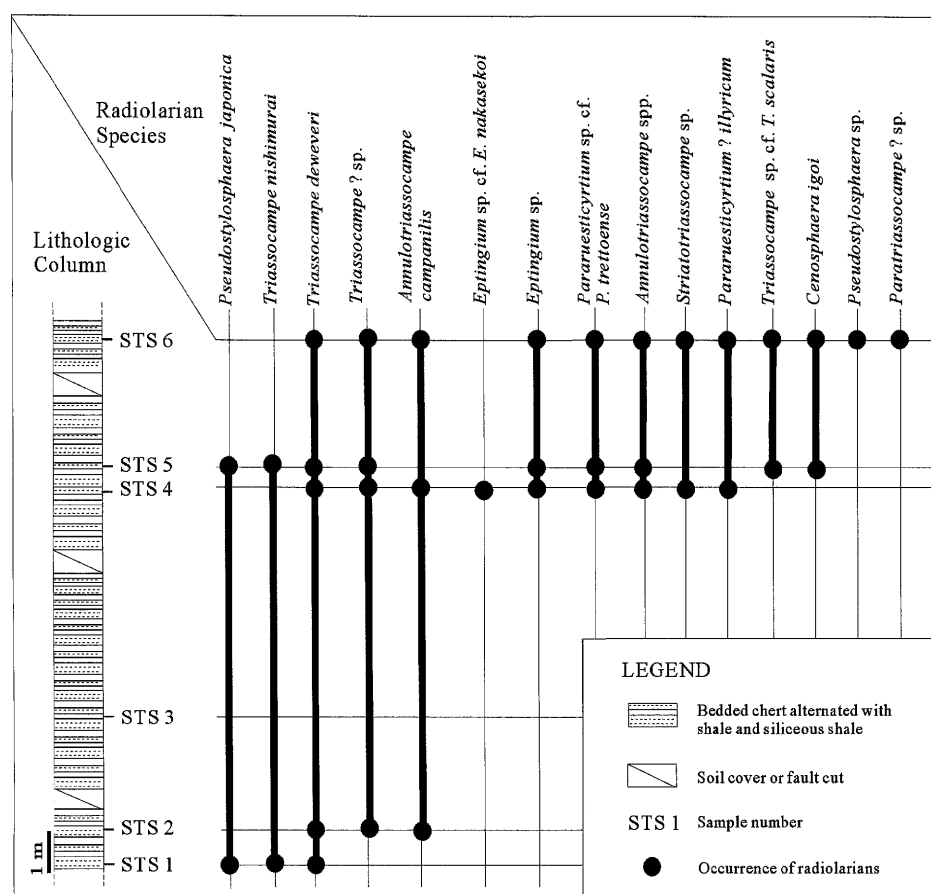 Radiolarian
Species
Lithologic
Column
Pseudostylosphaera japonica
Triassocampe nishimurai
Triassocampe deweveri
Triassocampe ? sp.
Annulotriassocampe
campanilis
Eptingium sp. cf. E. nakasekoi
Eptingium sp.
Pararuesticyrtium sp. cf.
P. trettoense
Annulotriassocampe spp.
Striatotriassocampe sp.
Pararuesticyrtium ? illyricum
Triassocampe sp. cf. T. scalaris
Cenosphaera igoi
Pseudostylosphaera sp.
Paratriassocampe ? sp.
STS 6
STS 5
STS 4
STS 3
STS 2
STS 1
1 m
LEGEND
Bedded chert alternated with
shale and siliceous shale
Soil cover or fault cut
STS 1 Sample number
Occurrence of radiolarians